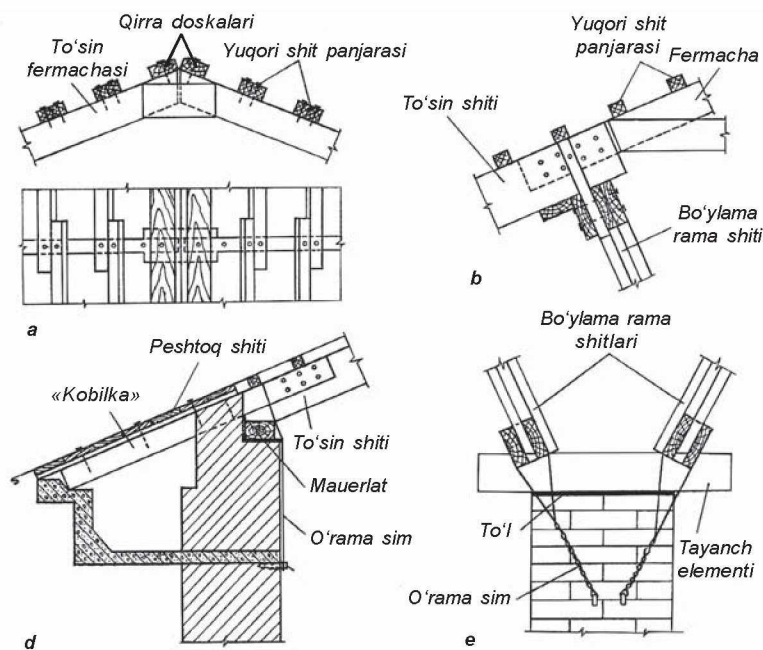 Qirra doskalari
To‘sin
fermachasi
Yuqori shit panjarasi
a
Yuqori shit
panjarasi
Fermacha
To‘sin shiti
Bo‘ylama
rama shiti
b
Peshtoq shiti
«Kobilka»
To‘sin shiti
Mauerlat
O‘rama sim
d
Bo‘ylama rama
shitlari
To‘l
Tayanch
elementi
O‘rama sim
e